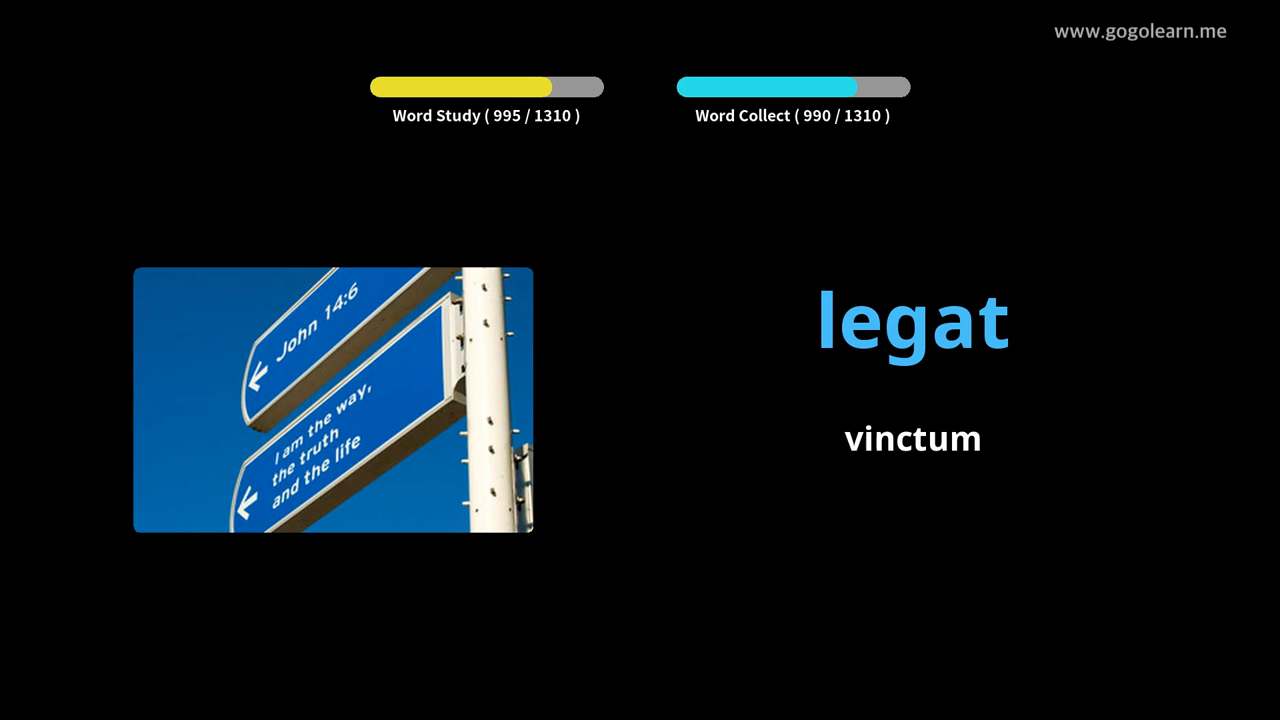 www.gogolearn.me
Word Study ( 995 / 1310 )
Word Collect ( 990 / 1310 )
John 14:6
I am the way,
the truth
and the life
legat
vinctum